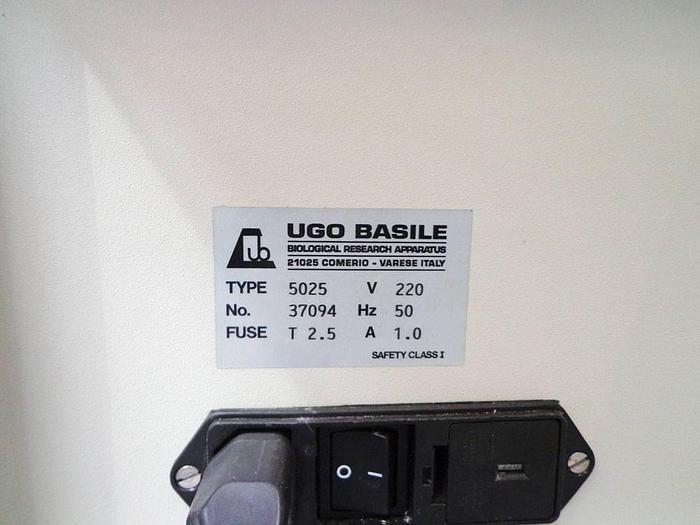 ub
UGO BASILE
BIOLOGICAL RESEARCH APPARATUS
21025 COMERIO - VARESE ITALY
TYPE 5025 V 220
No. 37094 Hz 50
FUSE T 2.5 A 1.0
SAFETY CLASS I
O I